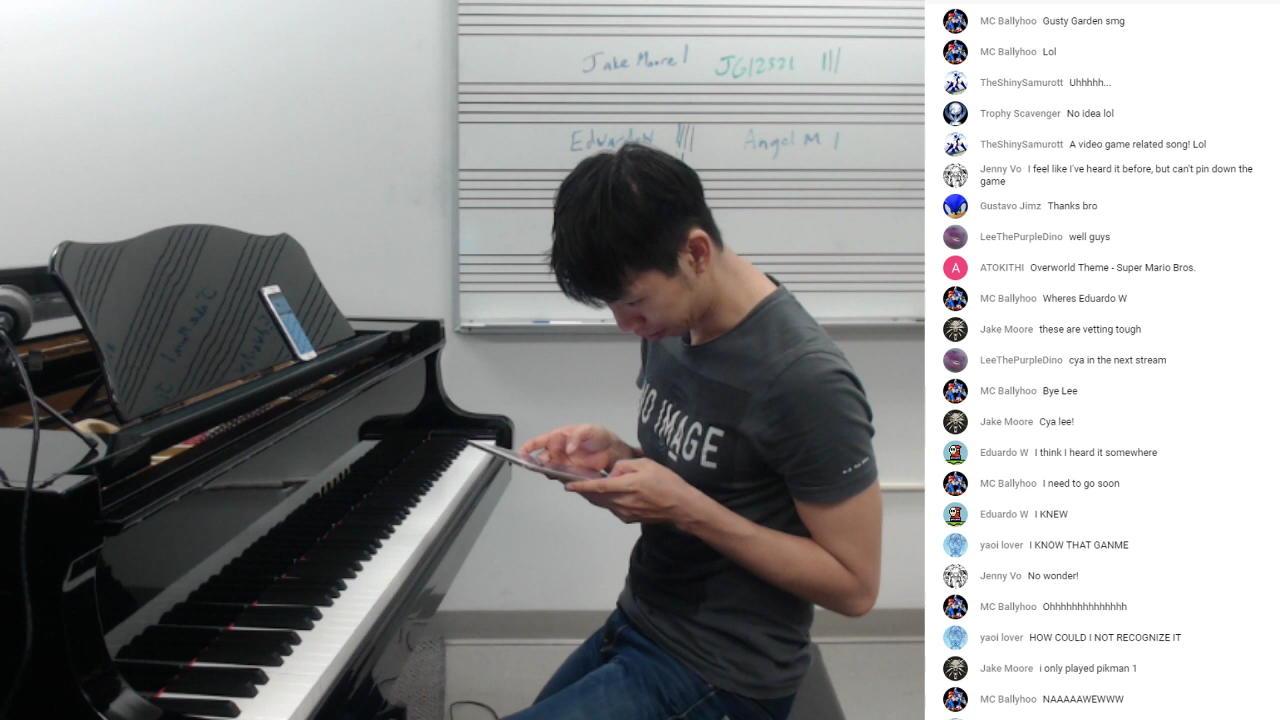 Jake Moore I JG12521 III
Eduardo W Angel M I
NO IMAGE
MC Ballyhoo Gusty Garden smg
MC Ballyhoo Lol
TheShinySamurott Uhhhhh...
Trophy Scavenger No idea lol
TheShinySamurott A video game related song! Lol
Jenny Vo I feel like I've heard it before, but can't pin down the
game
Gustavo Jimz Thanks bro
LeeThePurpleDino well guys
A ATOKITHI Overworld Theme - Super Mario Bros.
MC Ballyhoo Wheres Eduardo W
Jake Moore these are vetting tough
LeeThePurpleDino cya in the next stream
MC Ballyhoo Bye Lee
Jake Moore Cya lee!
Eduardo W I think I heard it somewhere
MC Ballyhoo I need to go soon
Eduardo W I KNEW
yaoi lover I KNOW THAT GANME
Jenny Vo No wonder!
MC Ballyhoo Ohhhhhhhhhhhhhh
yaoi lover HOW COULD I NOT RECOGNIZE IT
Jake Moore i only played pikman 1
MC Ballyhoo NAAAAAWEWWW